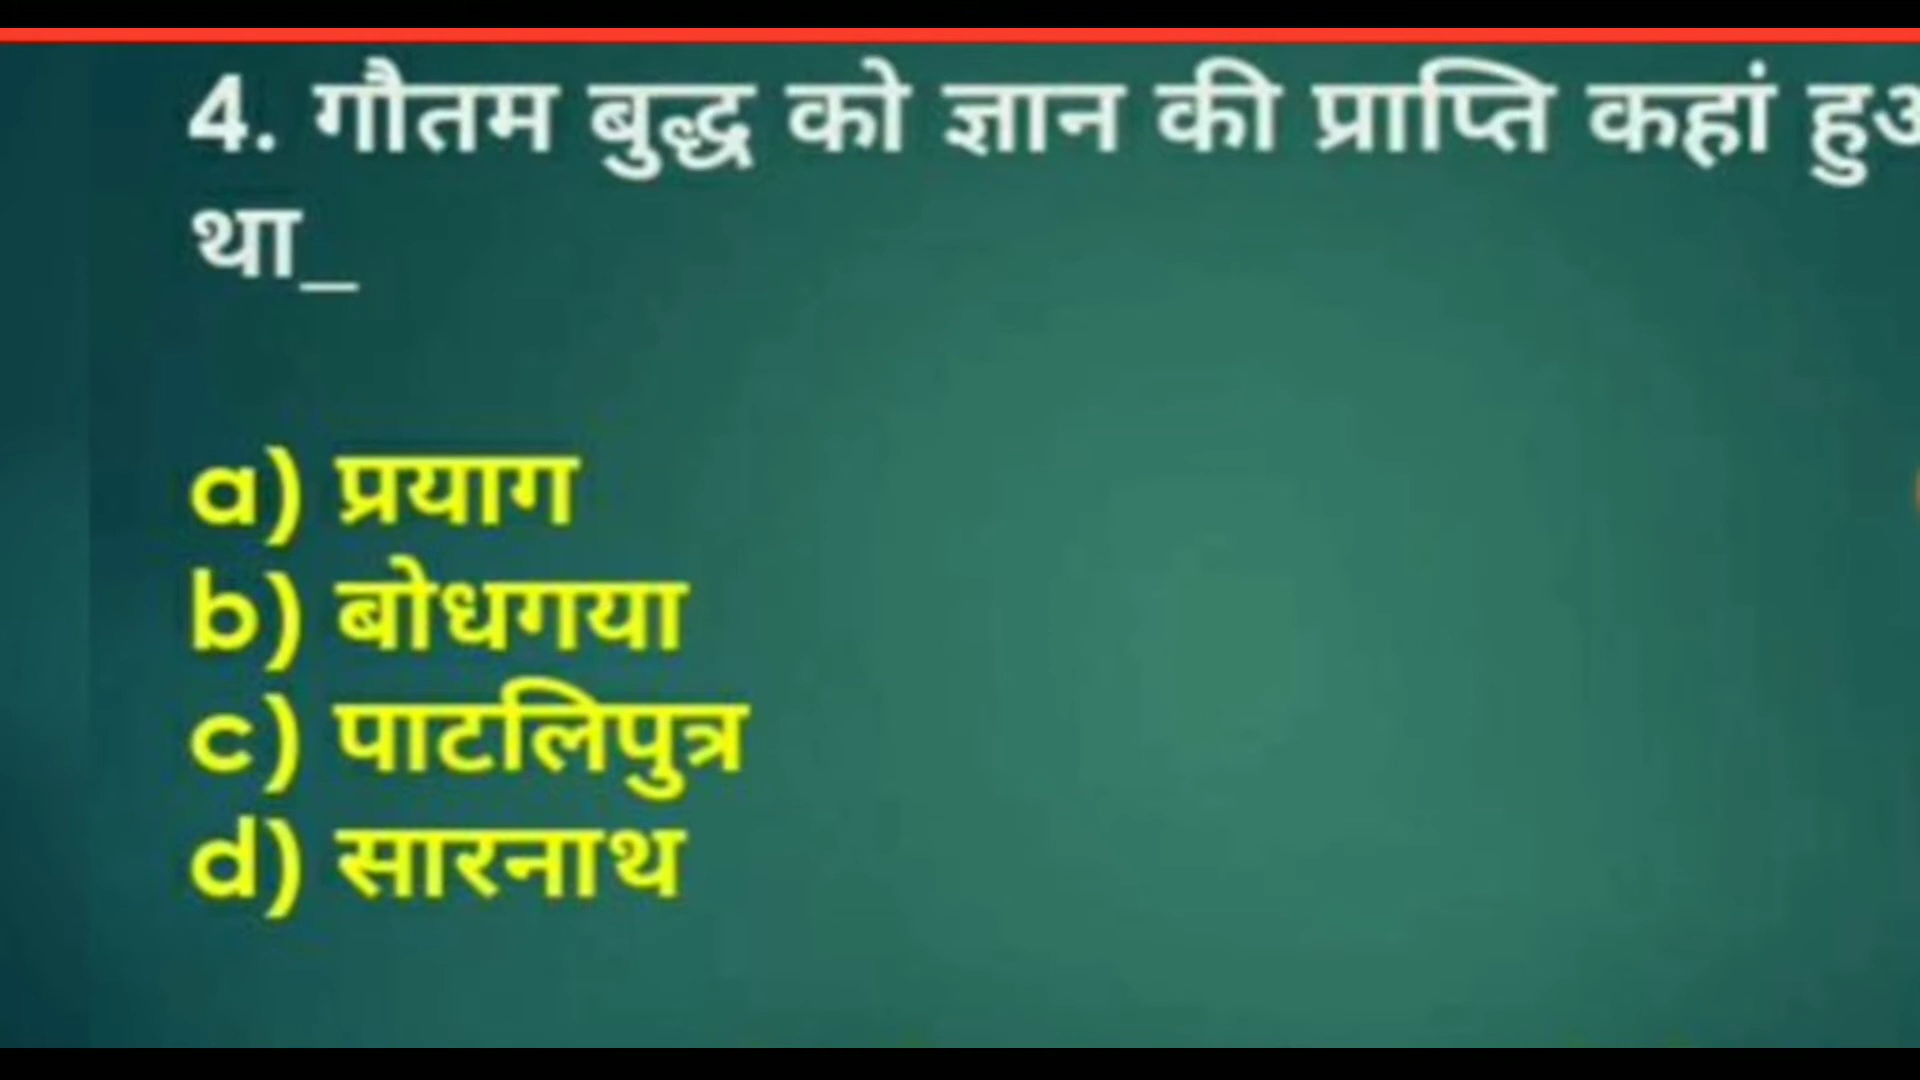 4. गौतम बुद्ध को ज्ञान की प्राप्ति कहां
था_
a) प्रयाग
b) बोधगया
c) पाटलिपुत्र
d) सारनाथ